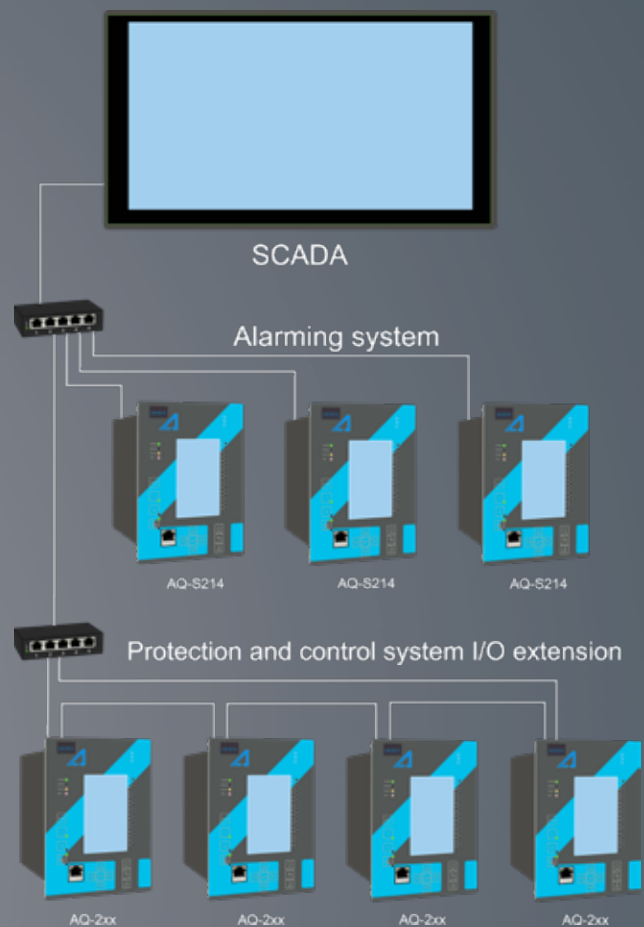 SCADA
Alarming system
AQ-S214
AQ-S214
AQ-S214
Protection and control system I/O extension
AQ-2xx
AQ-2xx
AQ-2xx
AQ-2xx